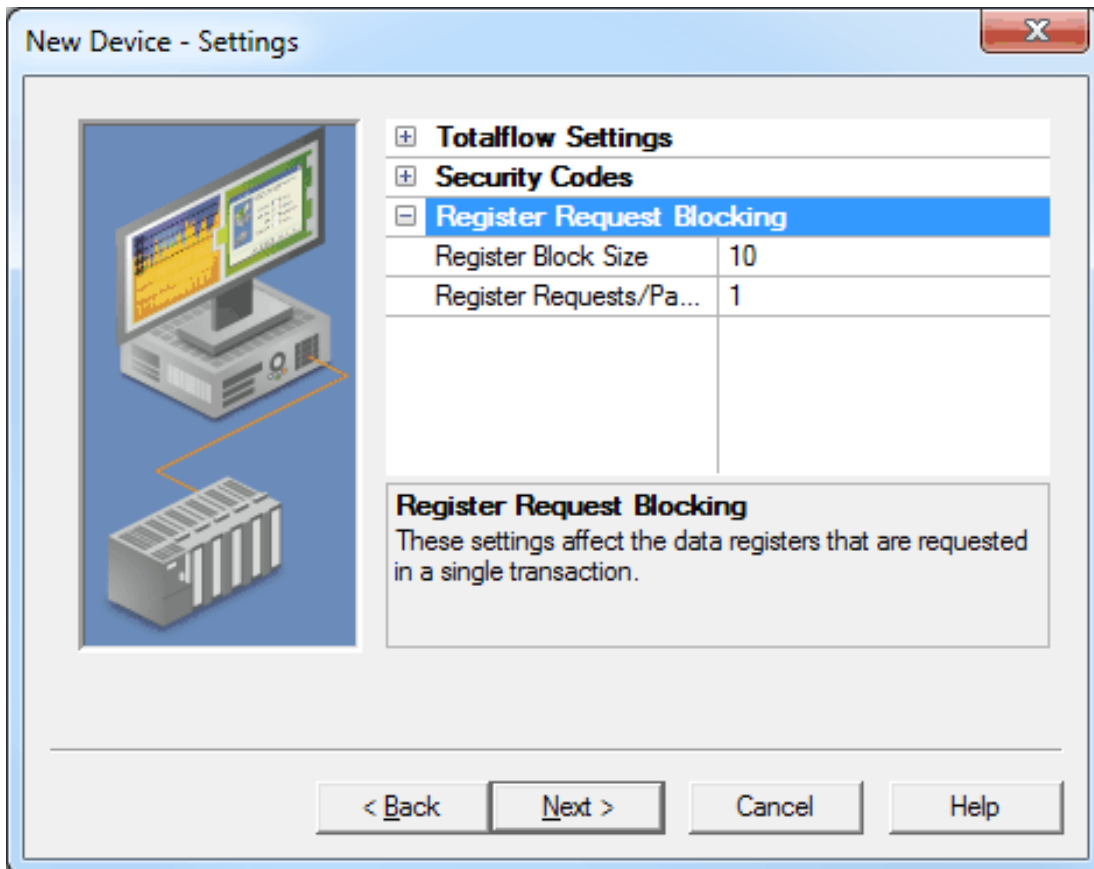 New Device - Settings
Totalflow Settings
Security Codes
Register Request Blocking
Register Block Size 10
Register Requests/Pa... 1
Register Request Blocking
These settings affect the data registers that are requested
in a single transaction.
< Back Next > Cancel Help